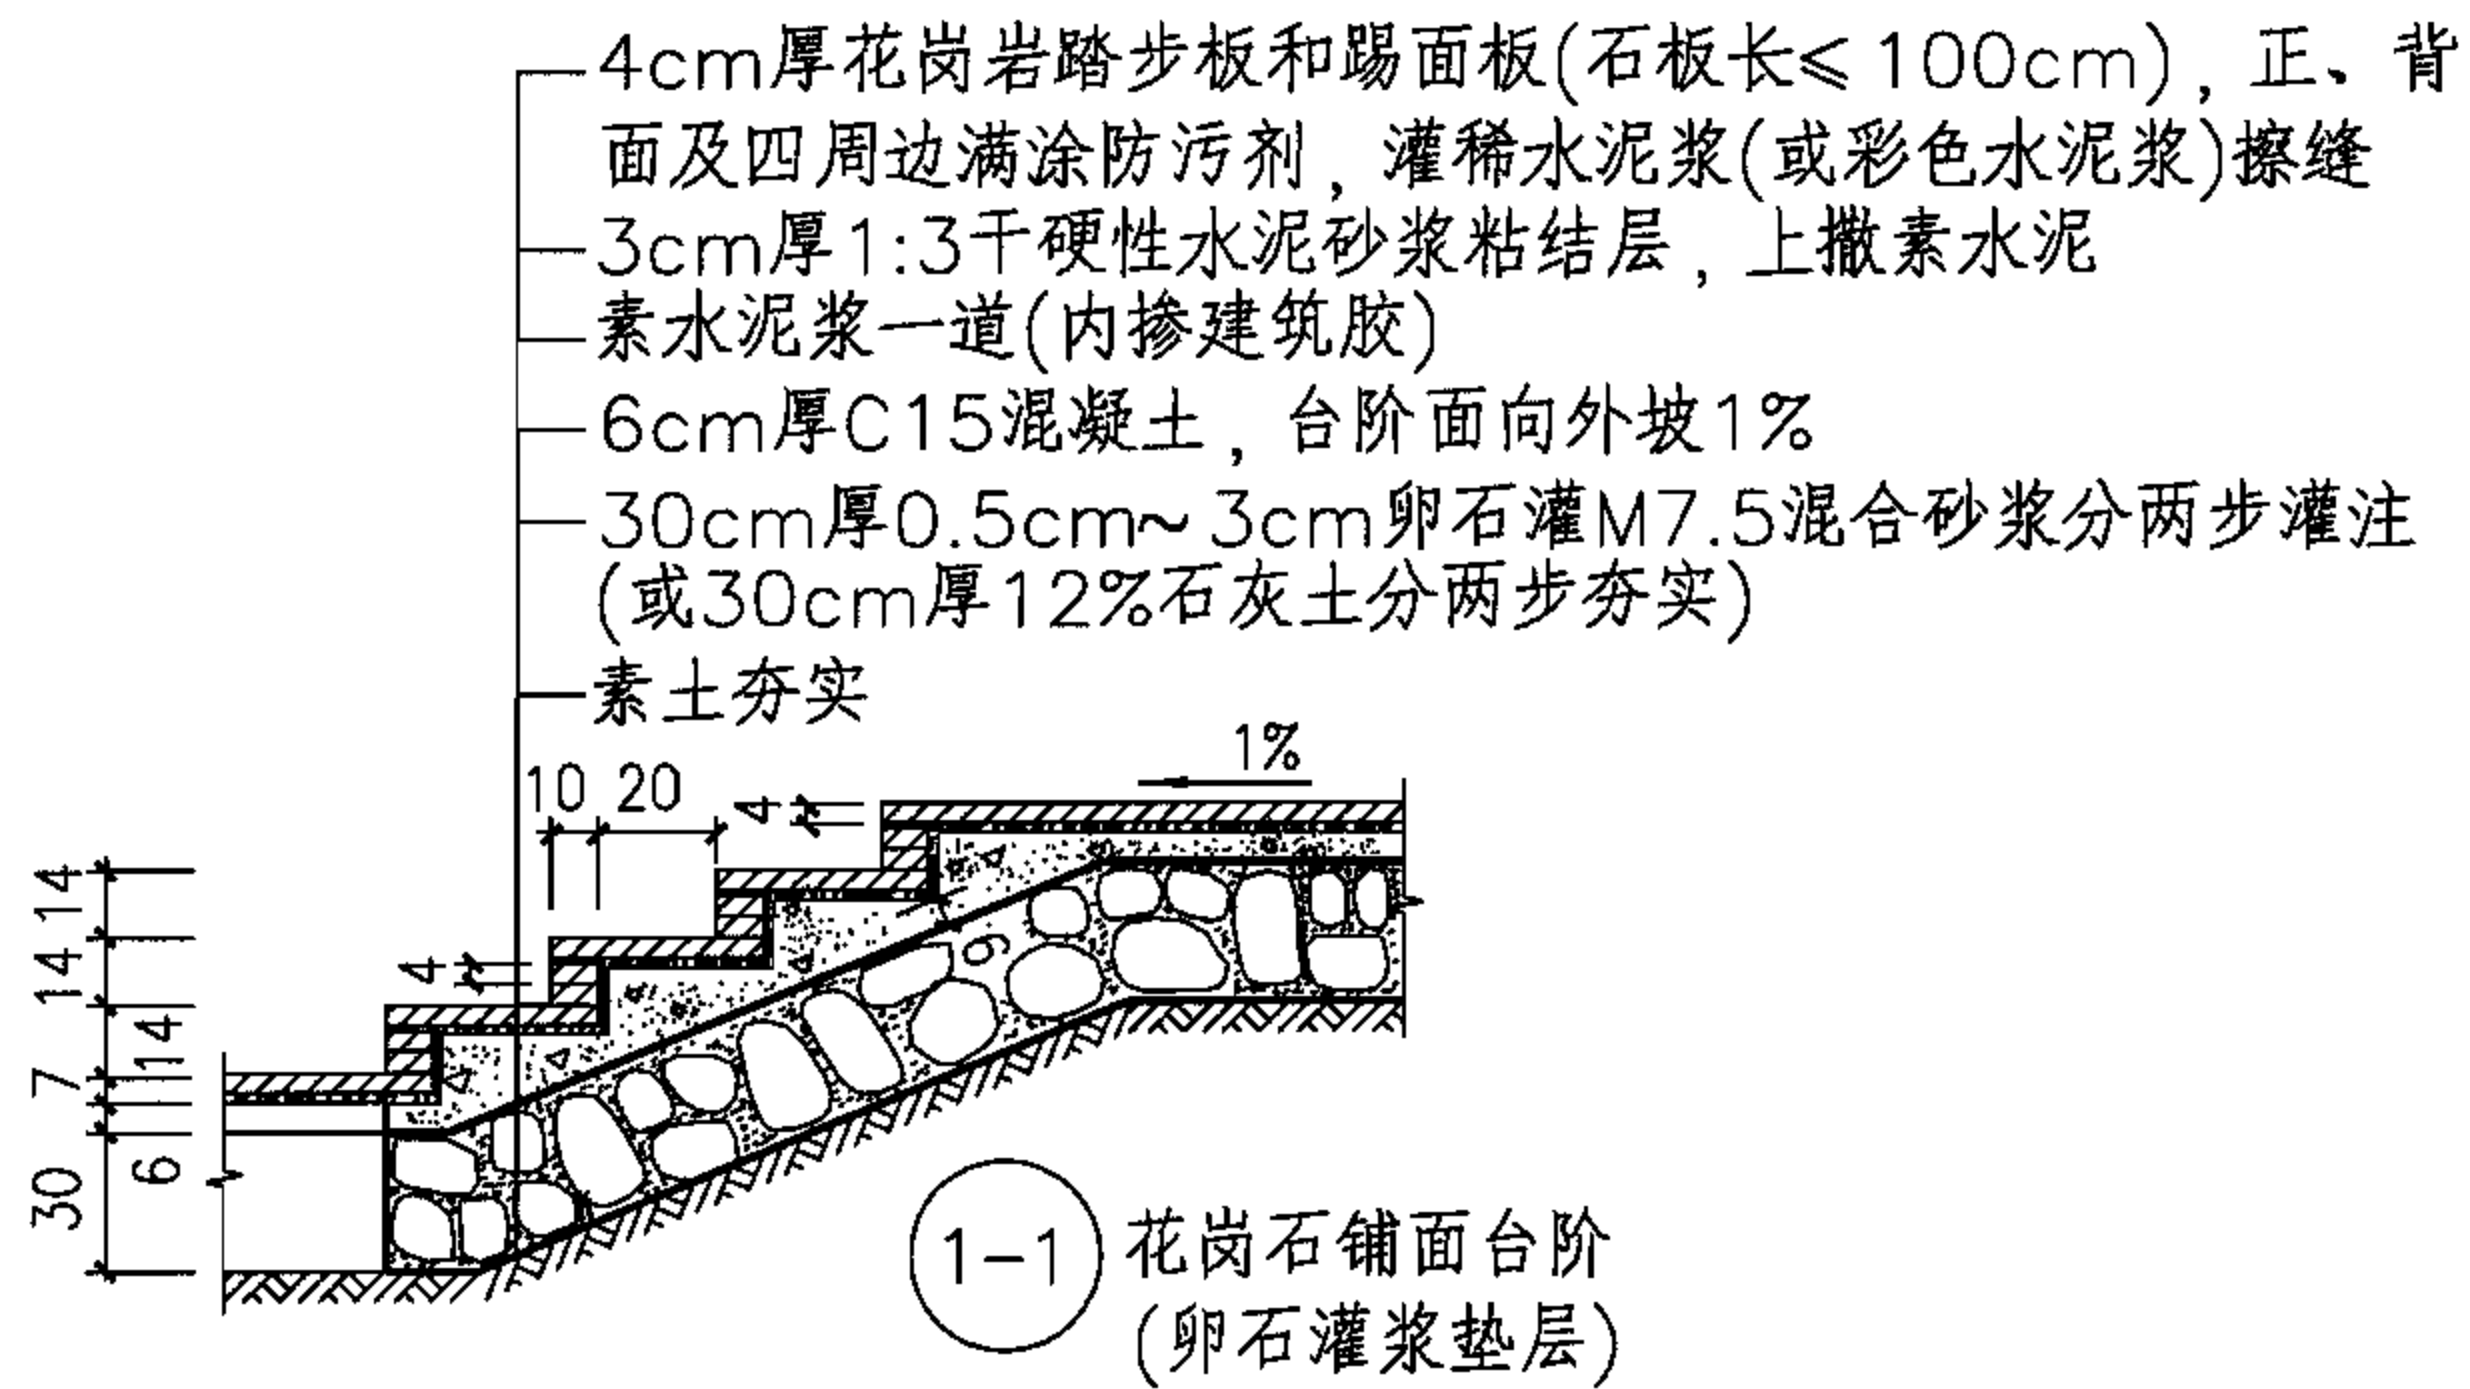 4cm厚花岗岩踏步板和踢面板(石板长≤100cm)，正、背
面及四周边满涂防污剂，灌稀水泥浆(或彩色水泥浆)擦缝
3cm厚1:3干硬性水泥砂浆粘结层，上撒素水泥
素水泥浆一道(内掺建筑胶)
6cm厚C15混凝土，台阶面向外坡1%
30cm厚0.5cm~3cm卵石灌M7.5混合砂浆分两步灌注
(或30cm厚12%石灰土分两步夯实)
素土夯实
1%
10 20
4
4
14
14
14
7
6
30
6
1-1 花岗石铺面台阶
(卵石灌浆垫层)